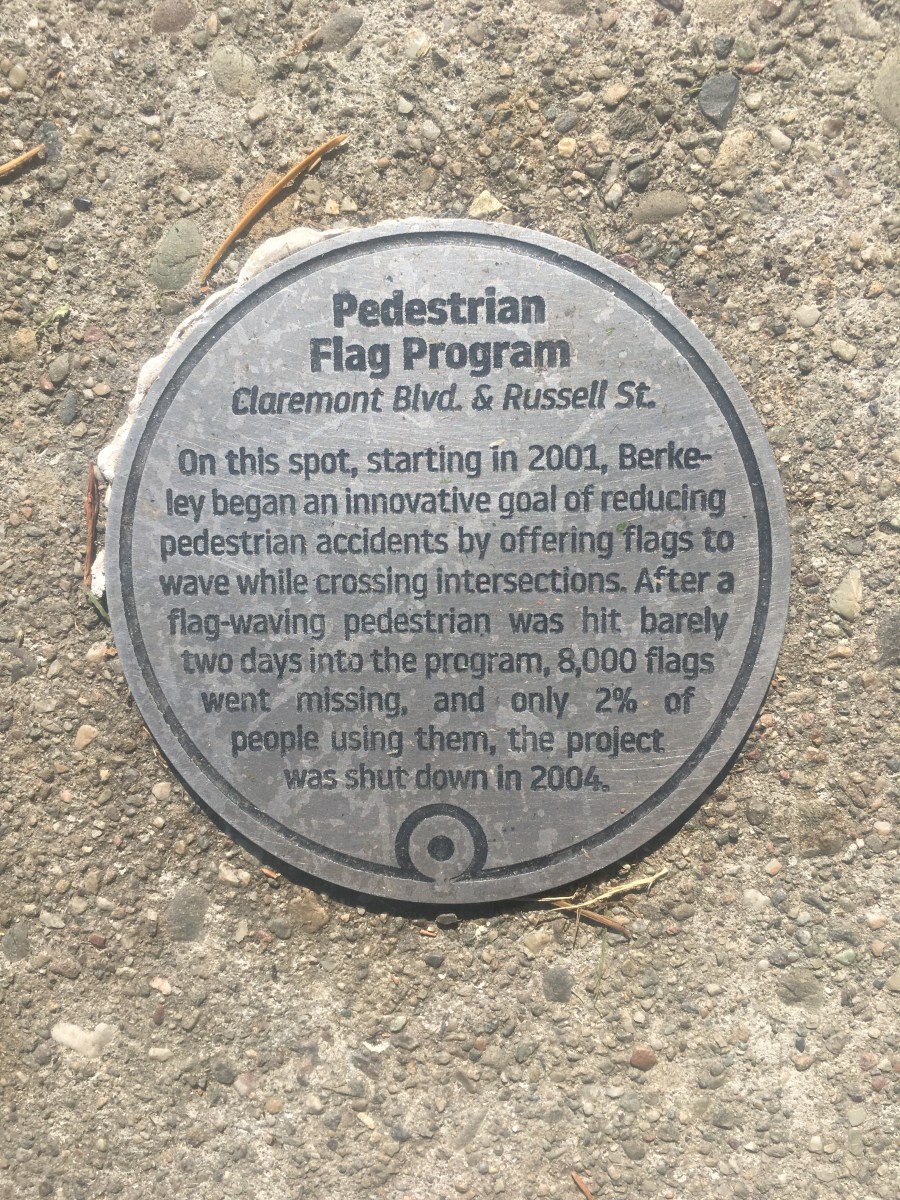 Pedestrian
Flag Program
Claremont Blvd. & Russell St.
On this spot, starting in 2001, Berke-
ley began an innovative goal of reducing
pedestrian accidents by offering flags to
wave while crossing intersections. After a
flag-waving pedestrian was hit barely
two days into the program, 8,000 flags
went missing, and only 2% of
people using them, the project
was shut down in 2004.